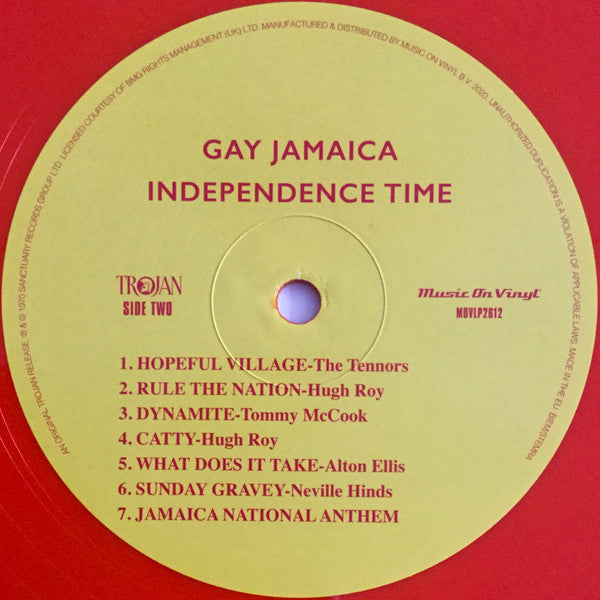 AN ORIGINAL TROJAN RELEASE ℗ & © 1970 SANCTUARY RECORDS GROUP LTD. LICENSED COURTESY OF BMG RIGHTS MANAGEMENT (UK) LTD. MANUFACTURED & DISTRIBUTED BY MUSIC ON VINYL B.V. 2020. UNAUTHORIZED DUPLICATION IS A VIOLATION OF APPLICABLE LAWS. MADE IN THE EU. BIEM/STEMRA
GAY JAMAICA
INDEPENDENCE TIME
TROJAN
SIDE TWO
Music On Vinyl
MOVLP2612
1. HOPEFUL VILLAGE-The Tennors
2. RULE THE NATION-Hugh Roy
3. DYNAMITE-Tommy McCook
4. CATTY-Hugh Roy
5. WHAT DOES IT TAKE-Alton Ellis
6. SUNDAY GRAVEY-Neville Hinds
7. JAMAICA NATIONAL ANTHEM